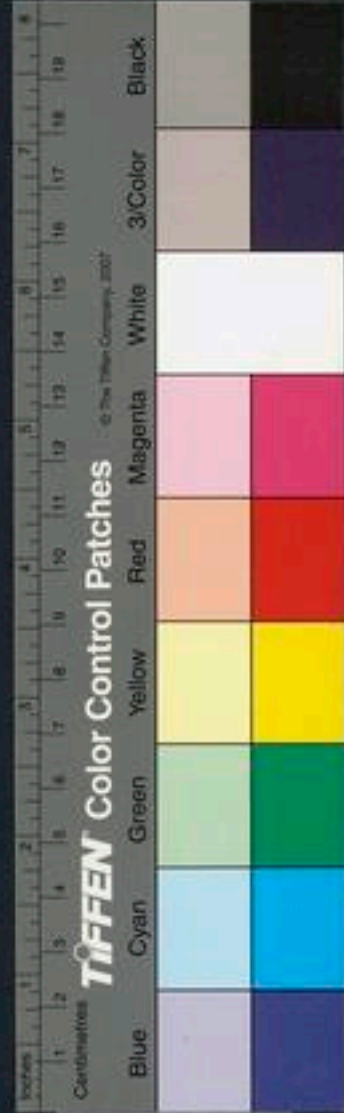 Inches 1 2 3 4 5 6 7 8
Centimetres 1 2 3 4 5 6 7 8 9 10 11 12 13 14 15 16 17 18 19
TIFFEN Color Control Patches © The Tiffen Company, 2007
Blue Cyan Green Yellow Red Magenta White 3/Color Black